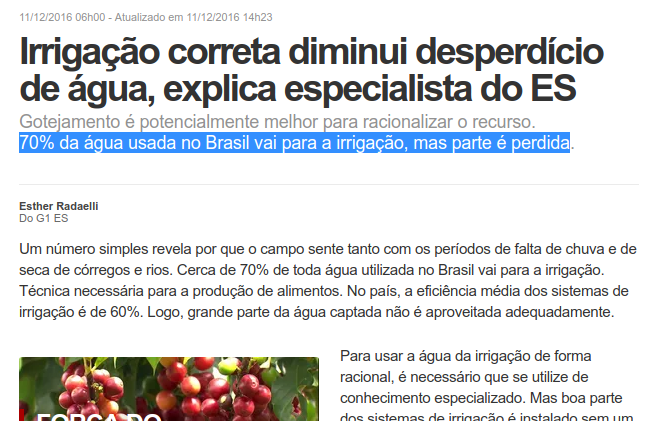 11/12/2016 06h00 - Atualizado em 11/12/2016 14h23
Irrigação correta diminui desperdício
de água, explica especialista do ES
Gotejamento é potencialmente melhor para racionalizar o recurso.
70% da água usada no Brasil vai para a irrigação, mas parte é perdida.
Esther Radaelli
Do G1 ES
Um número simples revela por que o campo sente tanto com os períodos de falta de chuva e de
seca de córregos e rios. Cerca de 70% de toda água utilizada no Brasil vai para a irrigação.
Técnica necessária para a produção de alimentos. No país, a eficiência média dos sistemas de
irrigação é de 60%. Logo, grande parte da água captada não é aproveitada adequadamente.
Para usar a água da irrigação de forma
racional, é necessário que se utilize de
conhecimento especializado. Mas boa parte
dos sistemas de irrigação é instalado sem um
FORÇA DO